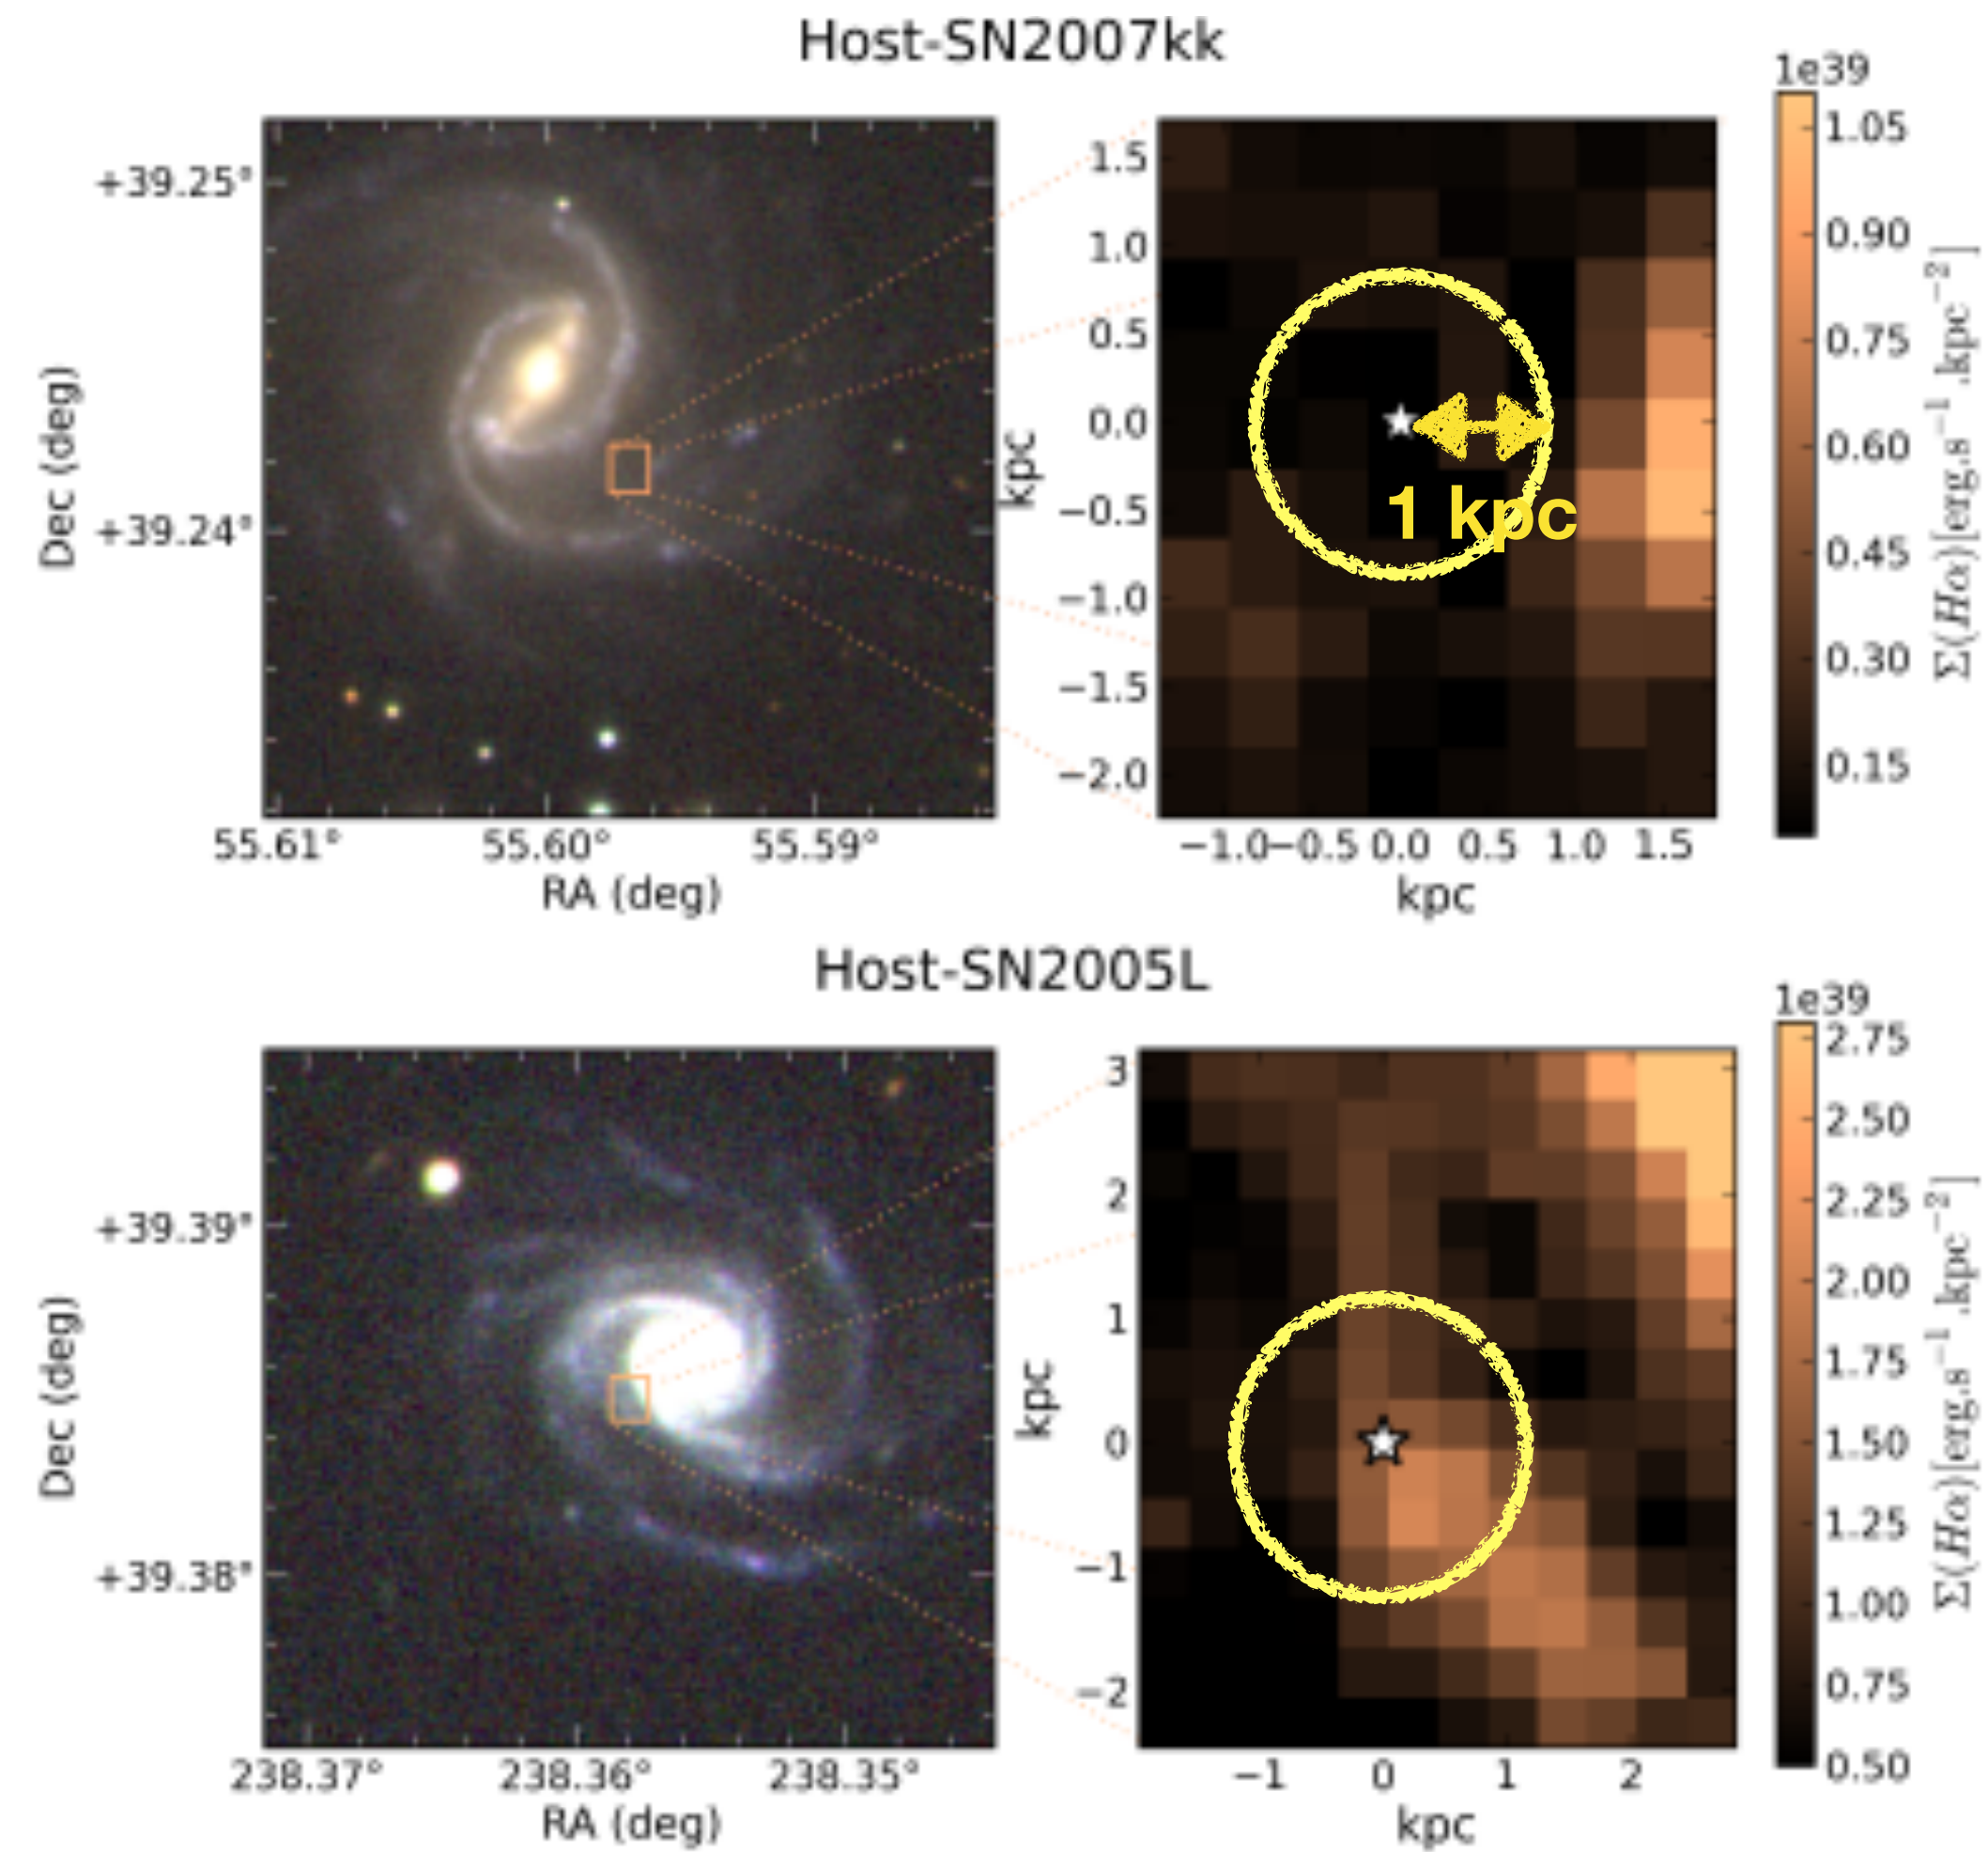 Host-SN2007kk
1e39
+39.25°
+39.24°
Dec (deg)
55.61° 55.60° 55.59°
RA (deg)
1.5
1.0
0.5
0.0
−0.5
−1.0
−1.5
−2.0
kpc
1 kpc
−1.0 −0.5 0.0 0.5 1.0 1.5
kpc
1.05
0.90
0.75
0.60
0.45
0.30
0.15
Σ(Hα)[erg.s⁻¹.kpc⁻²]
Host-SN2005L
1e39
+39.39°
+39.38°
Dec (deg)
238.37° 238.36° 238.35°
RA (deg)
3
2
1
0
−1
−2
kpc
−1 0 1 2
kpc
2.75
2.50
2.25
2.00
1.75
1.50
1.25
1.00
0.75
0.50
Σ(Hα)[erg.s⁻¹.kpc⁻²]